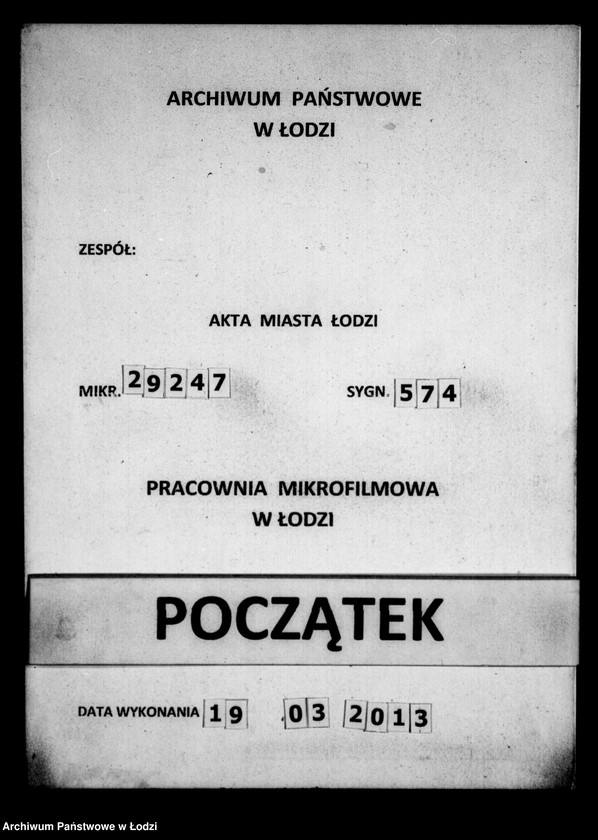 ARCHIWUM PAŃSTWOWE
W ŁODZI
ZESPÓŁ:
AKTA MIASTA ŁODZI
MIKR. 29247 SYGN. 574
PRACOWNIA MIKROFILMOWA
W ŁODZI
POCZĄTEK
DATA WYKONANIA 19 03 2013
Archiwum Państwowe w Łodzi